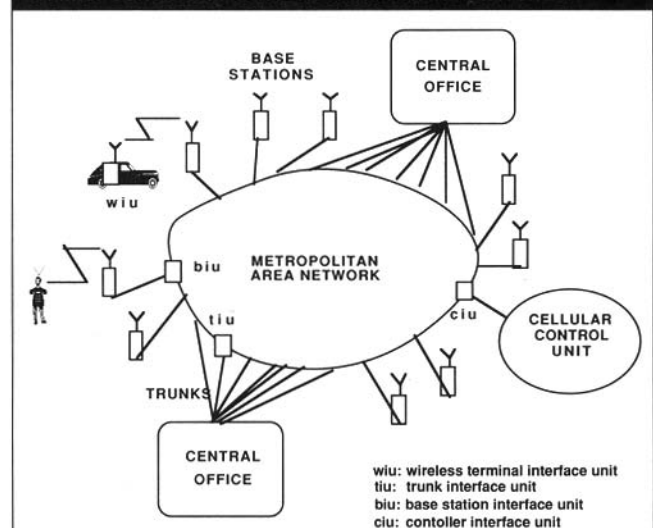 BASE
STATIONS
CENTRAL
OFFICE
wiu
biu
METROPOLITAN
AREA NETWORK
tiu
ciu
CELLULAR
CONTROL
UNIT
TRUNKS
CENTRAL
OFFICE
wiu: wireless terminal interface unit
tiu: trunk interface unit
biu: base station interface unit
ciu: contoller interface unit